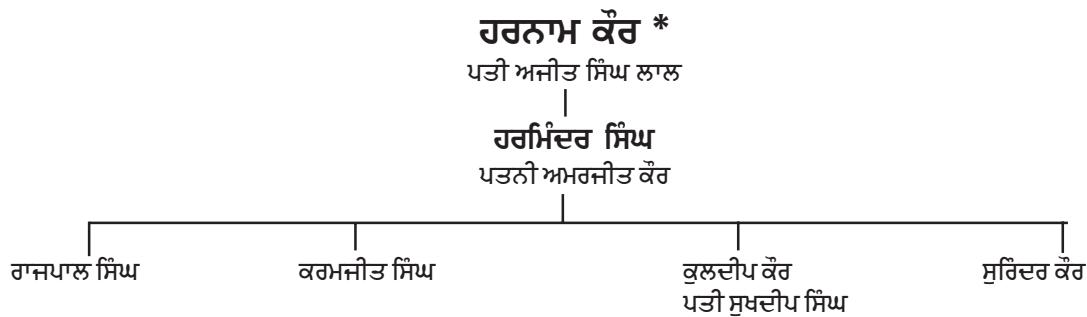 ਹਰਨਾਮ ਕੌਰ *
ਪਤੀ ਅਜੀਤ ਸਿੰਘ ਲਾਲ
ਹਰਮਿੰਦਰ ਸਿੰਘ
ਪਤਨੀ ਅਮਰਜੀਤ ਕੌਰ
ਰਾਜਪਾਲ ਸਿੰਘ ਕਰਮਜੀਤ ਸਿੰਘ ਕੁਲਦੀਪ ਕੌਰ ਸੁਰਿੰਦਰ ਕੌਰ
ਪਤੀ ਸੁਖਦੀਪ ਸਿੰਘ